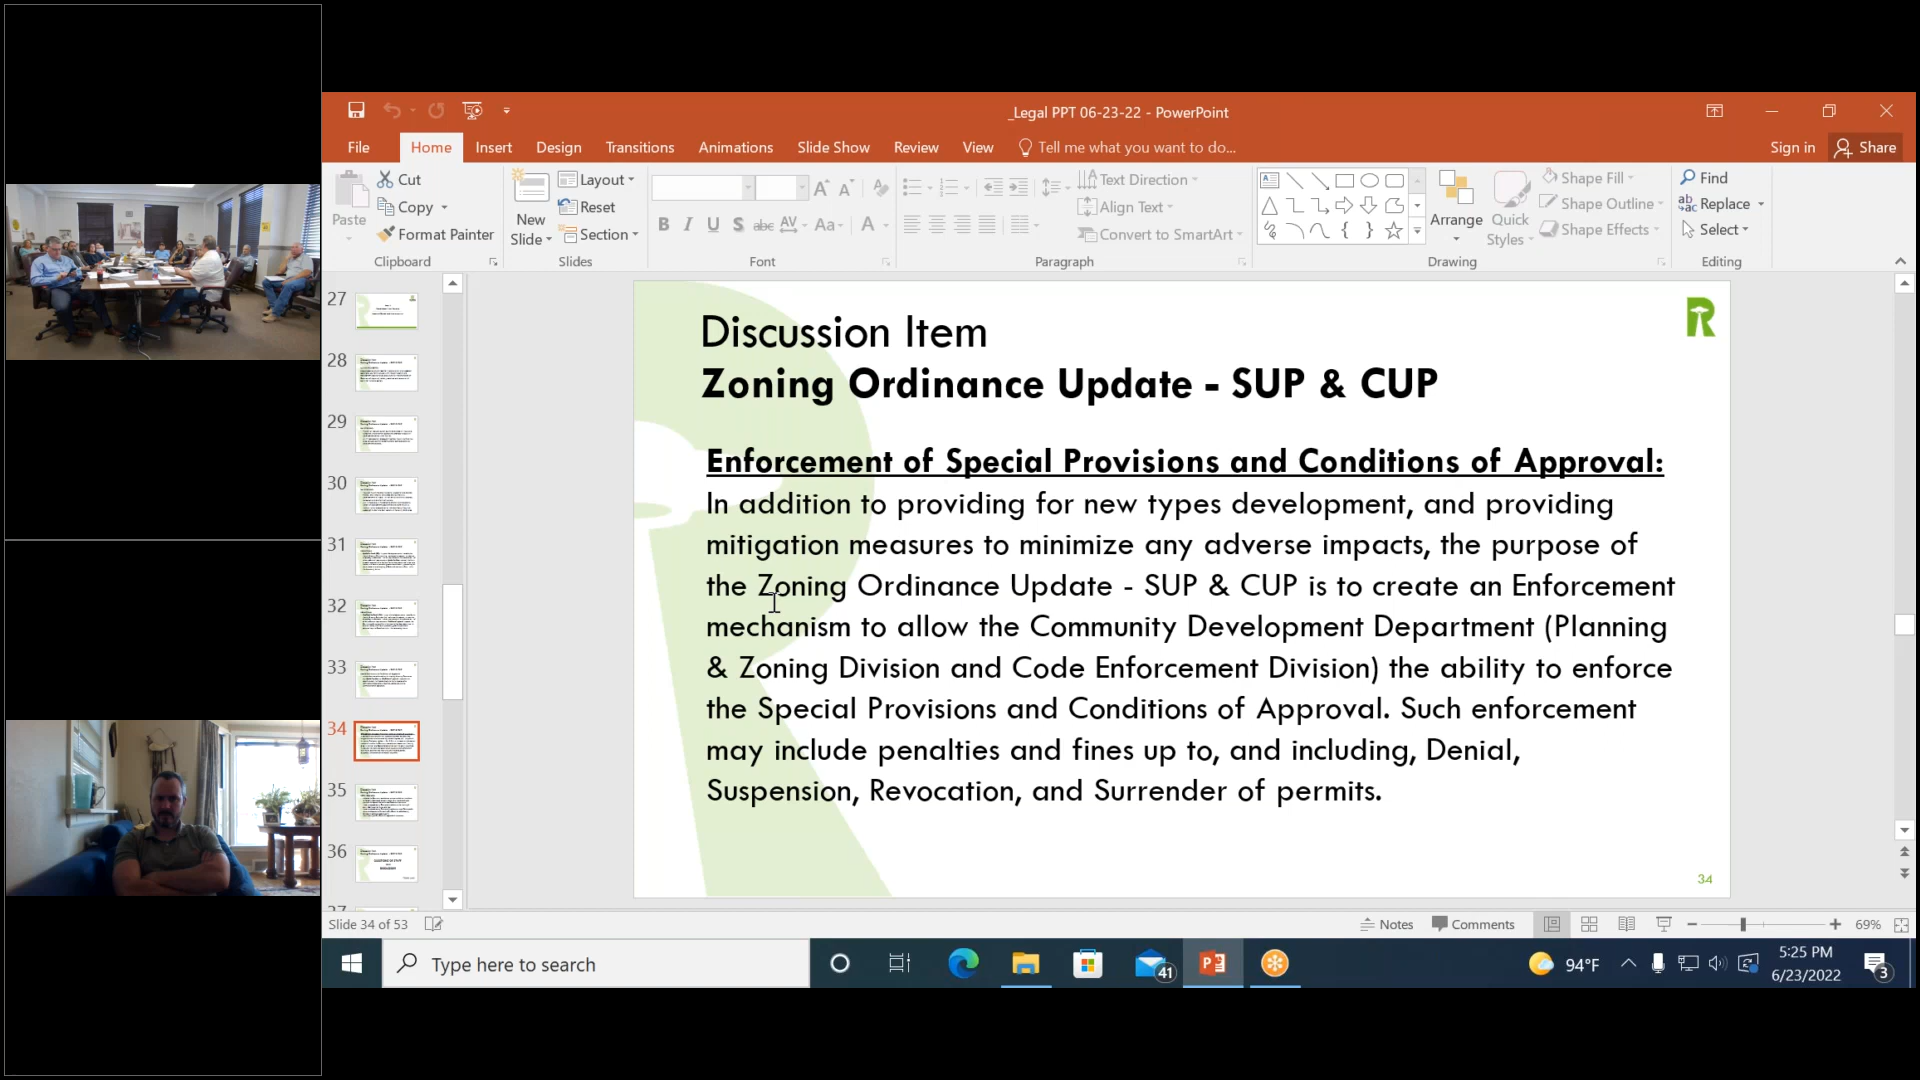 _Legal PPT 06-23-22 - PowerPoint
File Home Insert Design Transitions Animations Slide Show Review View Tell me what you want to do... Sign in Share
Paste
Cut
Copy
Format Painter
Clipboard
New Slide
Layout
Reset
Section
Slides
B I U S abc AV Aa A
Font
Text Direction
Align Text
Convert to SmartArt
Paragraph
Arrange
Quick Styles
Shape Fill
Shape Outline
Shape Effects
Drawing
Find
Replace
Select
Editing
27
28
29
30
31
32
33
34
35
36
Discussion Item
Zoning Ordinance Update - SUP & CUP
R
Enforcement of Special Provisions and Conditions of Approval:
In addition to providing for new types development, and providing
mitigation measures to minimize any adverse impacts, the purpose of
the Zoning Ordinance Update - SUP & CUP is to create an Enforcement
mechanism to allow the Community Development Department (Planning
& Zoning Division and Code Enforcement Division) the ability to enforce
the Special Provisions and Conditions of Approval. Such enforcement
may include penalties and fines up to, and including, Denial,
Suspension, Revocation, and Surrender of permits.
34
Slide 34 of 53
Notes Comments 69%
Type here to search
41
94°F
5:25 PM
6/23/2022
3